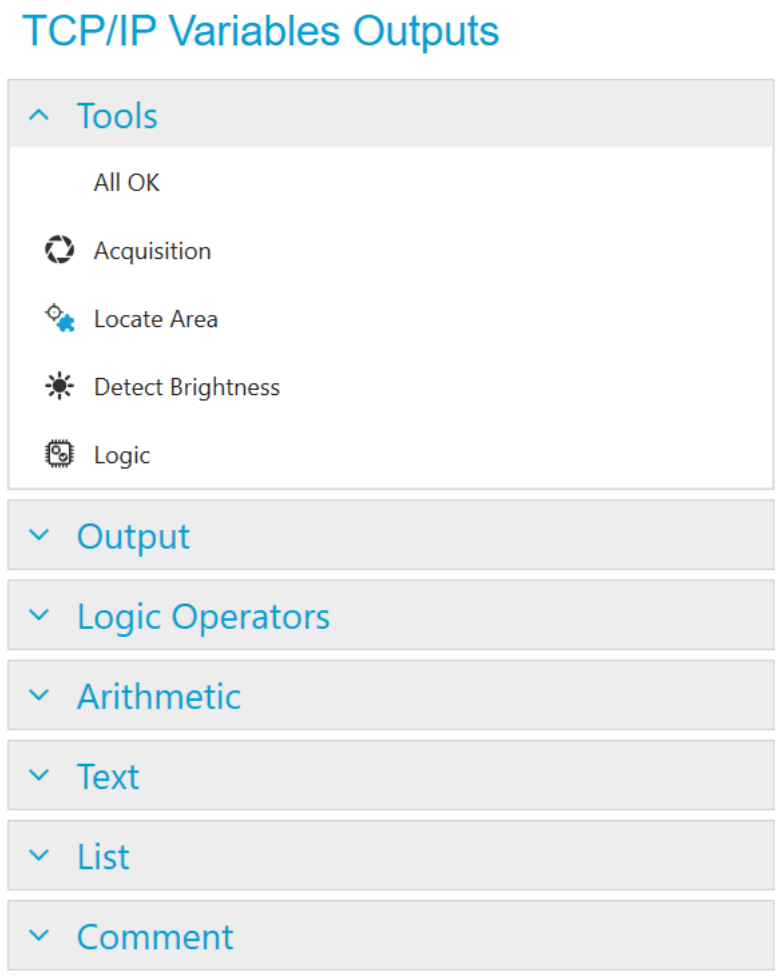 TCP/IP Variables Outputs
Tools
All OK
Acquisition
Locate Area
Detect Brightness
Logic
Output
Logic Operators
Arithmetic
Text
List
Comment